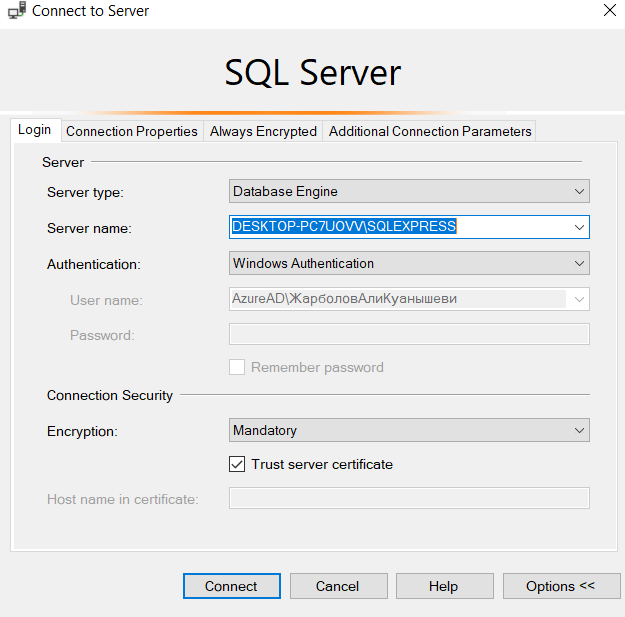 Connect to Server
SQL Server
Login Connection Properties Always Encrypted Additional Connection Parameters
Server
Server type: Database Engine
Server name: DESKTOP-PC7UOVV\SQLEXPRESS
Authentication: Windows Authentication
User name: AzureAD\ЖарболовАлиКуанышеви
Password:
Remember password
Connection Security
Encryption: Mandatory
Trust server certificate
Host name in certificate:
Connect Cancel Help Options <<